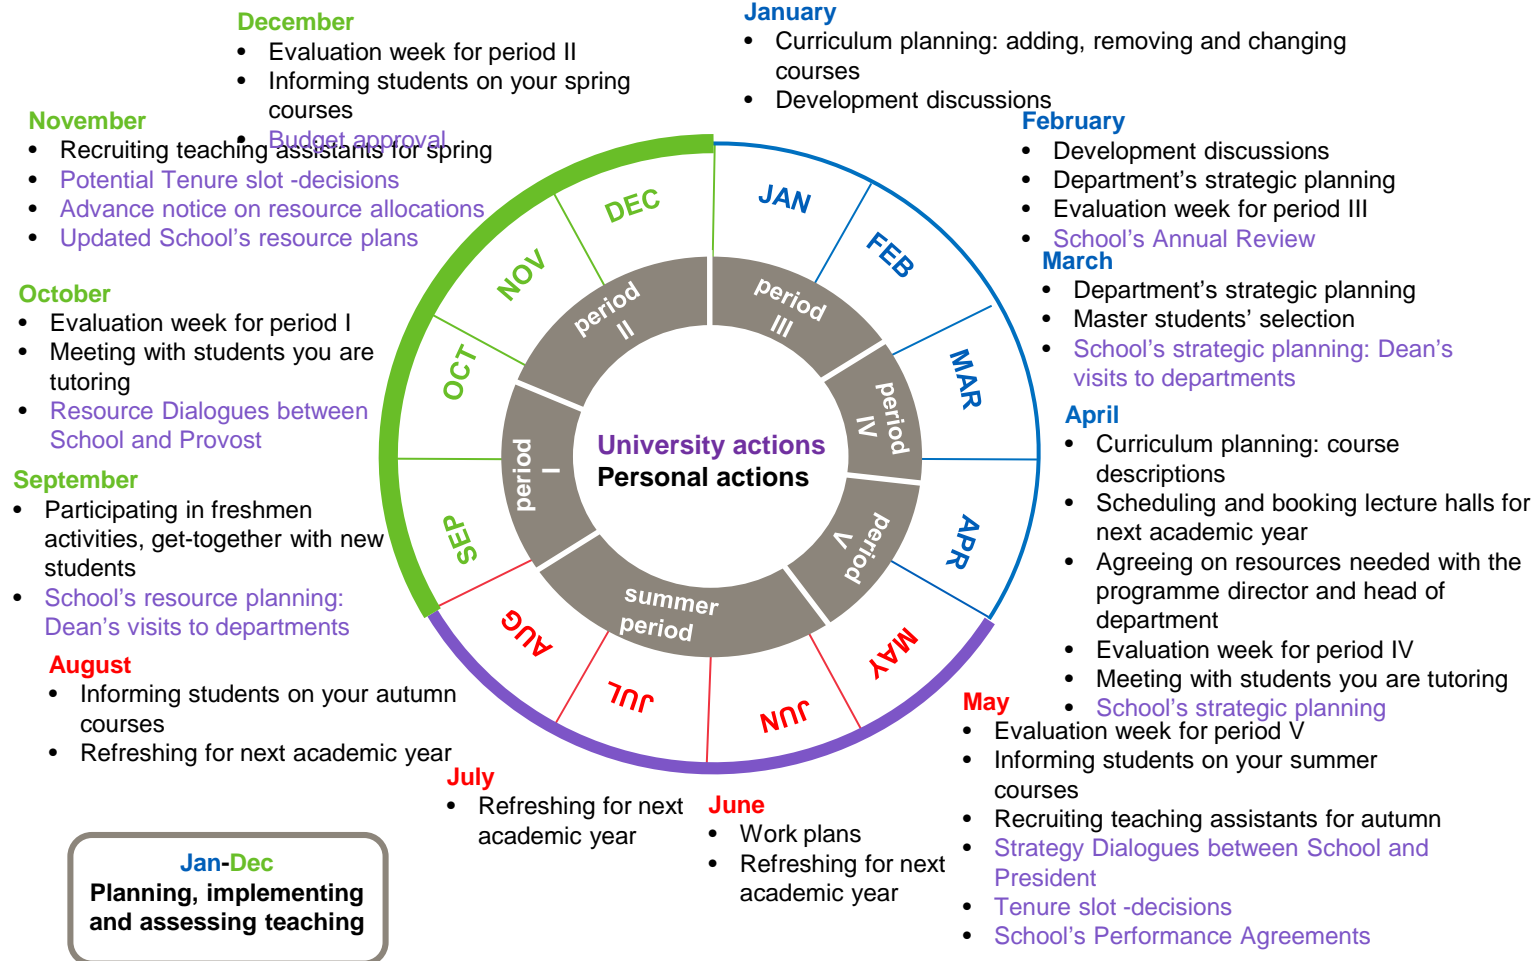 January
• Curriculum planning: adding, removing and changing
courses
• Development discussions
February
• Development discussions
• Department's strategic planning
• Evaluation week for period III
• School's Annual Review
March
• Department's strategic planning
• Master students' selection
• School's strategic planning: Dean's
visits to departments
April
• Curriculum planning: course
descriptions
• Scheduling and booking lecture halls for
next academic year
• Agreeing on resources needed with the
programme director and head of
department
• Evaluation week for period IV
• Meeting with students you are tutoring
• School's strategic planning
May
• Evaluation week for period V
• Informing students on your summer
courses
• Recruiting teaching assistants for autumn
• Strategy Dialogues between School and
President
• Tenure slot -decisions
• School's Performance Agreements
June
• Work plans
• Refreshing for next
academic year
July
• Refreshing for next
academic year
August
• Informing students on your autumn
courses
• Refreshing for next academic year
September
• Participating in freshmen
activities, get-together with new
students
• School's resource planning:
Dean's visits to departments
October
• Evaluation week for period I
• Meeting with students you are
tutoring
• Resource Dialogues between
School and Provost
November
• Recruiting teaching assistants for spring
• Potential Tenure slot -decisions
• Advance notice on resource allocations
• Updated School's resource plans
December
• Evaluation week for period II
• Informing students on your spring
courses
• Budget approval
JAN
FEB
MAR
APR
MAY
JUN
JUL
AUG
SEP
OCT
NOV
DEC
period
III
period
IV
period
V
summer
period
period
I
period
II
University actions
Personal actions
Jan-Dec
Planning, implementing
and assessing teaching